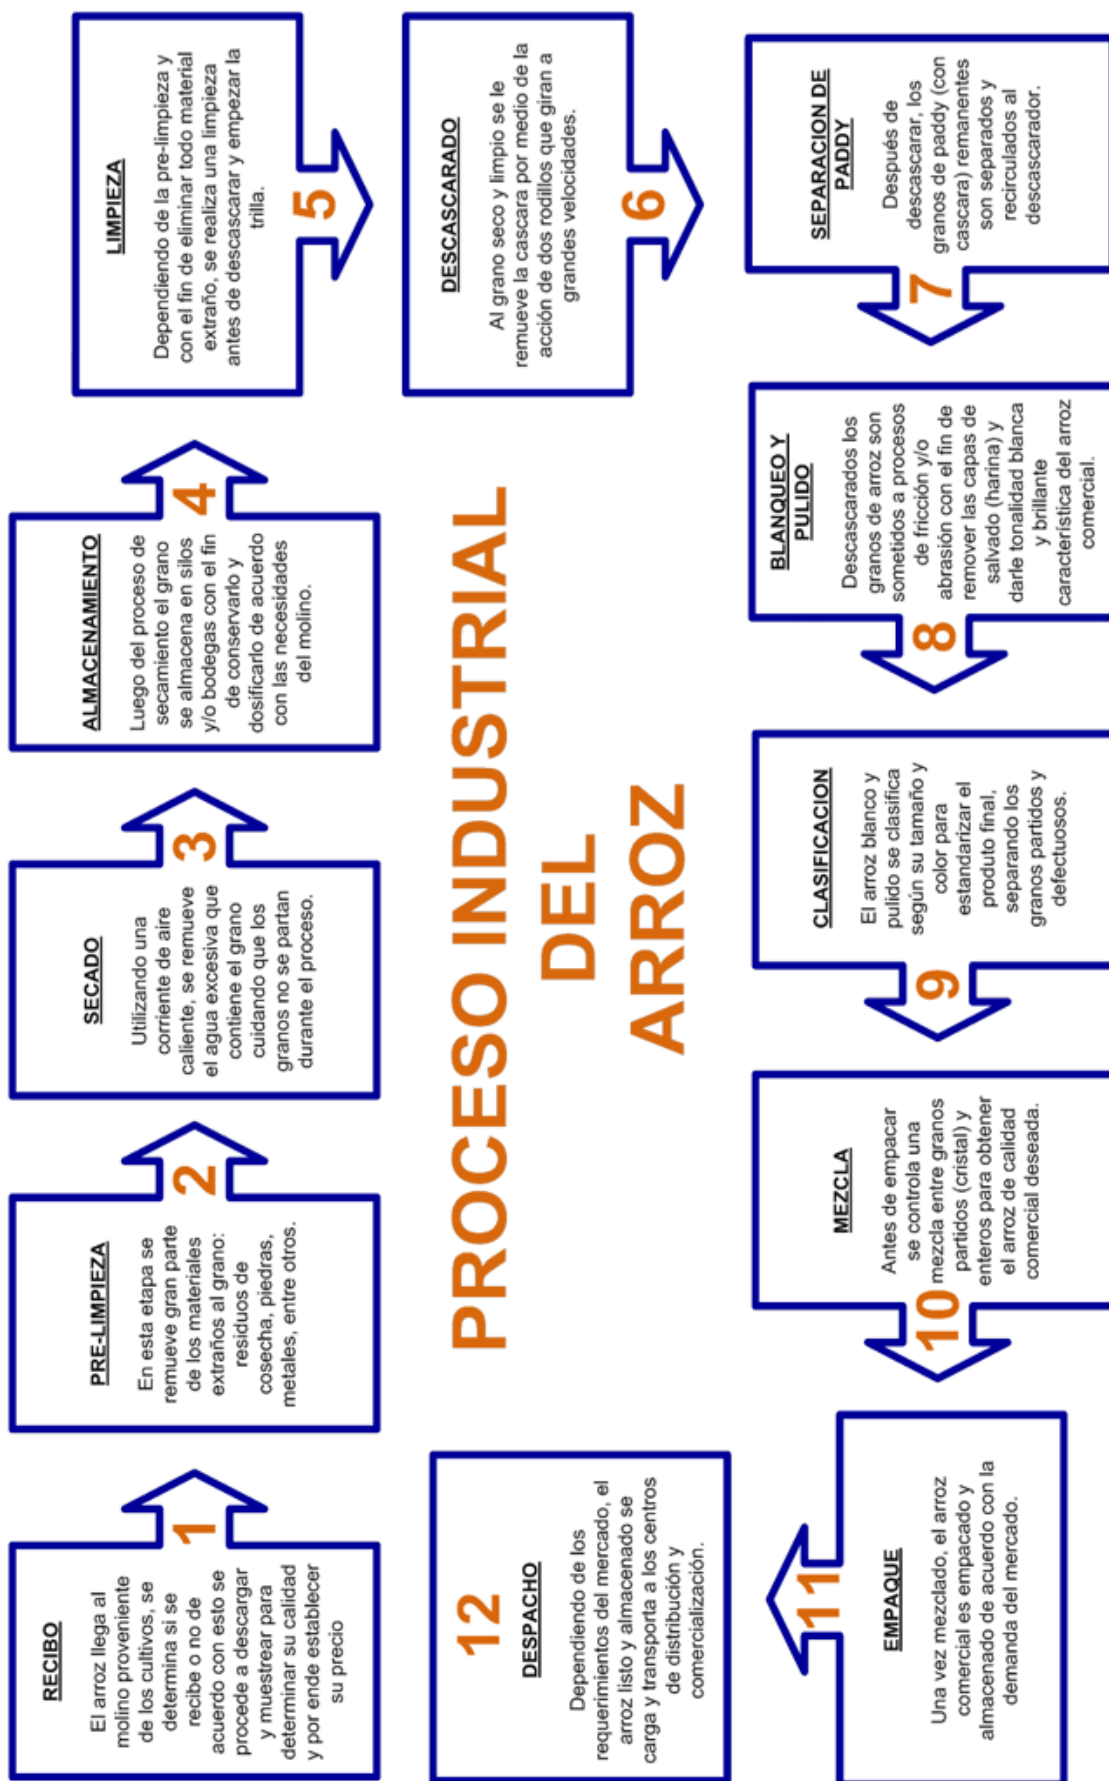 PROCESO INDUSTRIAL
DEL
ARROZ
RECIBO
El arroz llega al
molino proveniente
de los cultivos, se
determina si se
recibe o no de
acuerdo con esto se
procede a descargar
y muestrear para
determinar su calidad
y por ende establecer
su precio
1
PRE-LIMPIEZA
En esta etapa se
remueve gran parte
de los materiales
extraños al grano:
residuos de
cosecha, piedras,
metales, entre otros.
2
SECADO
Utilizando una
corriente de aire
caliente, se remueve
el agua excesiva que
contiene el grano
cuidando que los
granos no se partan
durante el proceso.
3
ALMACENAMIENTO
Luego del proceso de
secamiento el grano
se almacena en silos
y/o bodegas con el fin
de conservarlo y
dosificarlo de acuerdo
con las necesidades
del molino.
4
LIMPIEZA
Dependiendo de la pre-limpieza y
con el fin de eliminar todo material
extraño, se realiza una limpieza
antes de descascarar y empezar la
trilla.
5
DESCASCARADO
Al grano seco y limpio se le
remueve la cascara por medio de la
acción de dos rodillos que giran a
grandes velocidades.
6
SEPARACION DE
PADDY
Después de
descascarar, los
granos de paddy (con
cascara) remanentes
son separados y
recirculados al
descascarador.
7
BLANQUEO Y
PULIDO
Descascarados los
granos de arroz son
sometidos a procesos
de fricción y/o
abrasión con el fin de
remover las capas de
salvado (harina) y
darle tonalidad blanca
y brillante
característica del arroz
comercial.
8
CLASIFICACION
El arroz blanco y
pulido se clasifica
según su tamaño y
color para
estandarizar el
produto final,
separando los
granos partidos y
defectuosos.
9
MEZCLA
Antes de empacar
se controla una
mezcla entre granos
partidos (cristal) y
enteros para obtener
el arroz de calidad
comercial deseada.
10
EMPAQUE
Una vez mezclado, el arroz
comercial es empacado y
almacenado de acuerdo con la
demanda del mercado.
11
12
DESPACHO
Dependiendo de los
requerimientos del mercado, el
arroz listo y almacenado se
carga y transporta a los centros
de distribución y
comercialización.